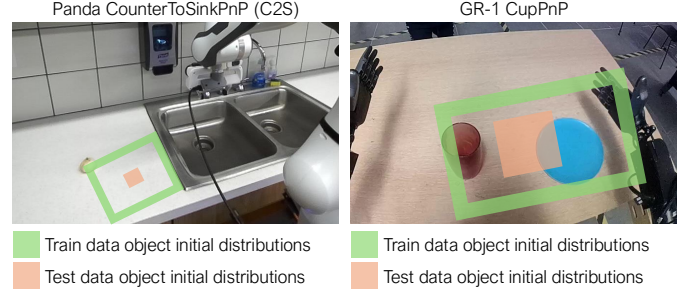 Panda CounterToSinkPnP (C2S)
GR-1 CupPnP
Train data object initial distributions
Train data object initial distributions
Test data object initial distributions
Test data object initial distributions